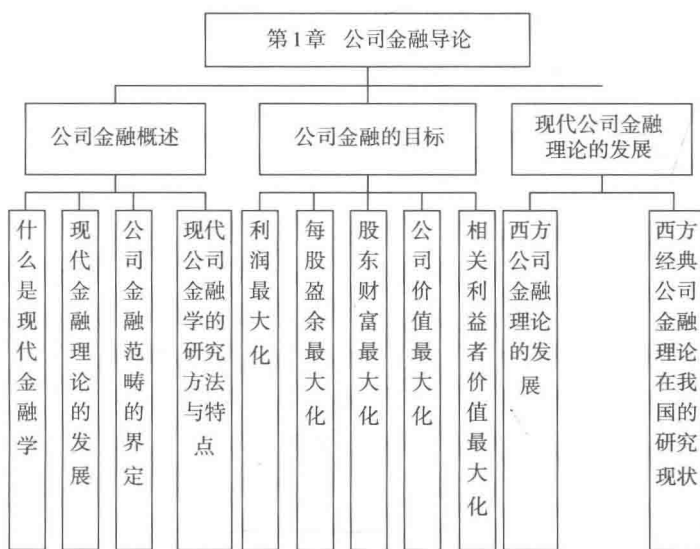 第1章 公司金融导论
公司金融概述
公司金融的目标
现代公司金融
理论的发展
什么是现代金融学
现代金融理论的发展
公司金融范畴的界定
现代公司金融学的研究方法与特点
利润最大化
每股盈余最大化
股东财富最大化
公司价值最大化
相关利益者价值最大化
西方公司金融理论的发展
西方经典公司金融理论在我国的研究现状